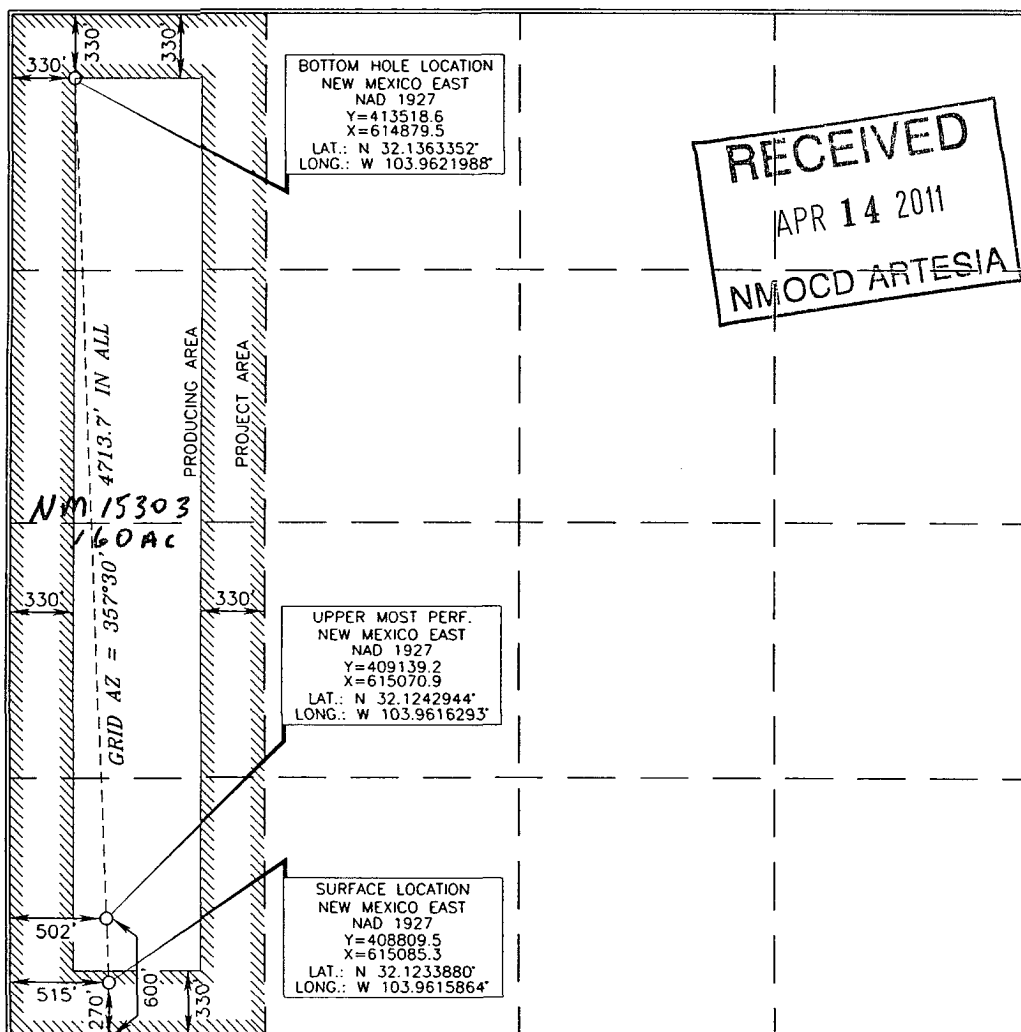 330'
330'
330'
BOTTOM HOLE LOCATION
NEW MEXICO EAST
NAD 1927
Y=413518.6
X=614879.5
LAT.: N 32.1363352°
LONG.: W 103.9621988°
RECEIVED
APR 14 2011
NMOCD ARTESIA
GRID AZ = 357°30' 4713.7' IN ALL
PRODUCING AREA
PROJECT AREA
NM 15303
160 Ac
330'
330'
UPPER MOST PERF.
NEW MEXICO EAST
NAD 1927
Y=409139.2
X=615070.9
LAT.: N 32.1242944°
LONG.: W 103.9616293°
SURFACE LOCATION
NEW MEXICO EAST
NAD 1927
Y=408809.5
X=615085.3
LAT.: N 32.1233880°
LONG.: W 103.9615864°
502'
515'
270'
600'
330'